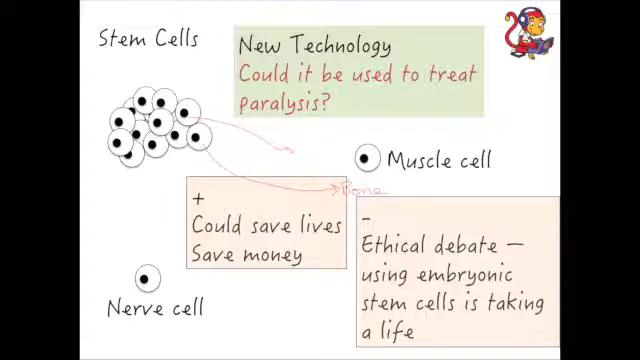 Stem Cells
New Technology
Could it be used to treat
paralysis?
Muscle cell
Bone
+
Could save lives
Save money
-
Ethical debate –
using embryonic
stem cells is taking
a life
Nerve cell